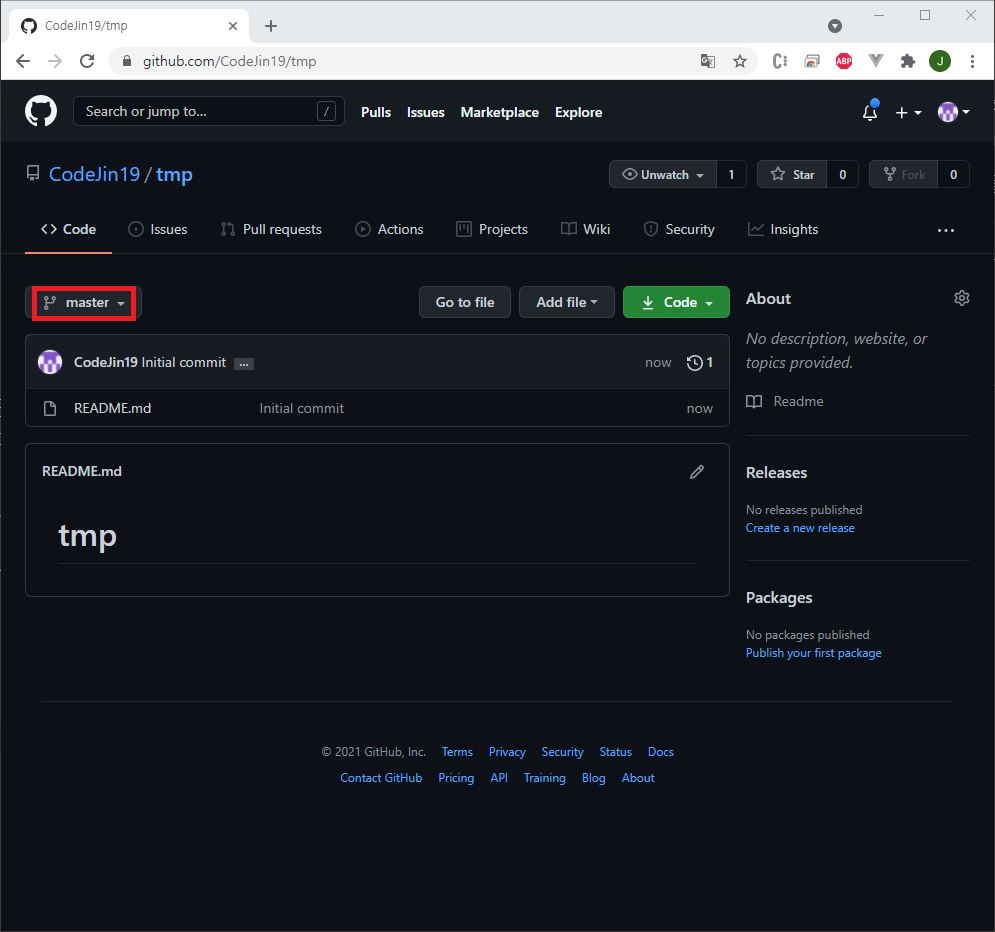 CodeJin19/tmp
github.com/CodeJin19/tmp
ABP
J
Search or jump to... / Pulls Issues Marketplace Explore
CodeJin19 / tmp
Unwatch 1 Star 0 Fork 0
Code Issues Pull requests Actions Projects Wiki Security Insights
master Go to file Add file Code
CodeJin19 Initial commit ... now 1
README.md Initial commit now
README.md
tmp
About
No description, website, or
topics provided.
Readme
Releases
No releases published
Create a new release
Packages
No packages published
Publish your first package
© 2021 GitHub, Inc. Terms Privacy Security Status Docs
Contact GitHub Pricing API Training Blog About